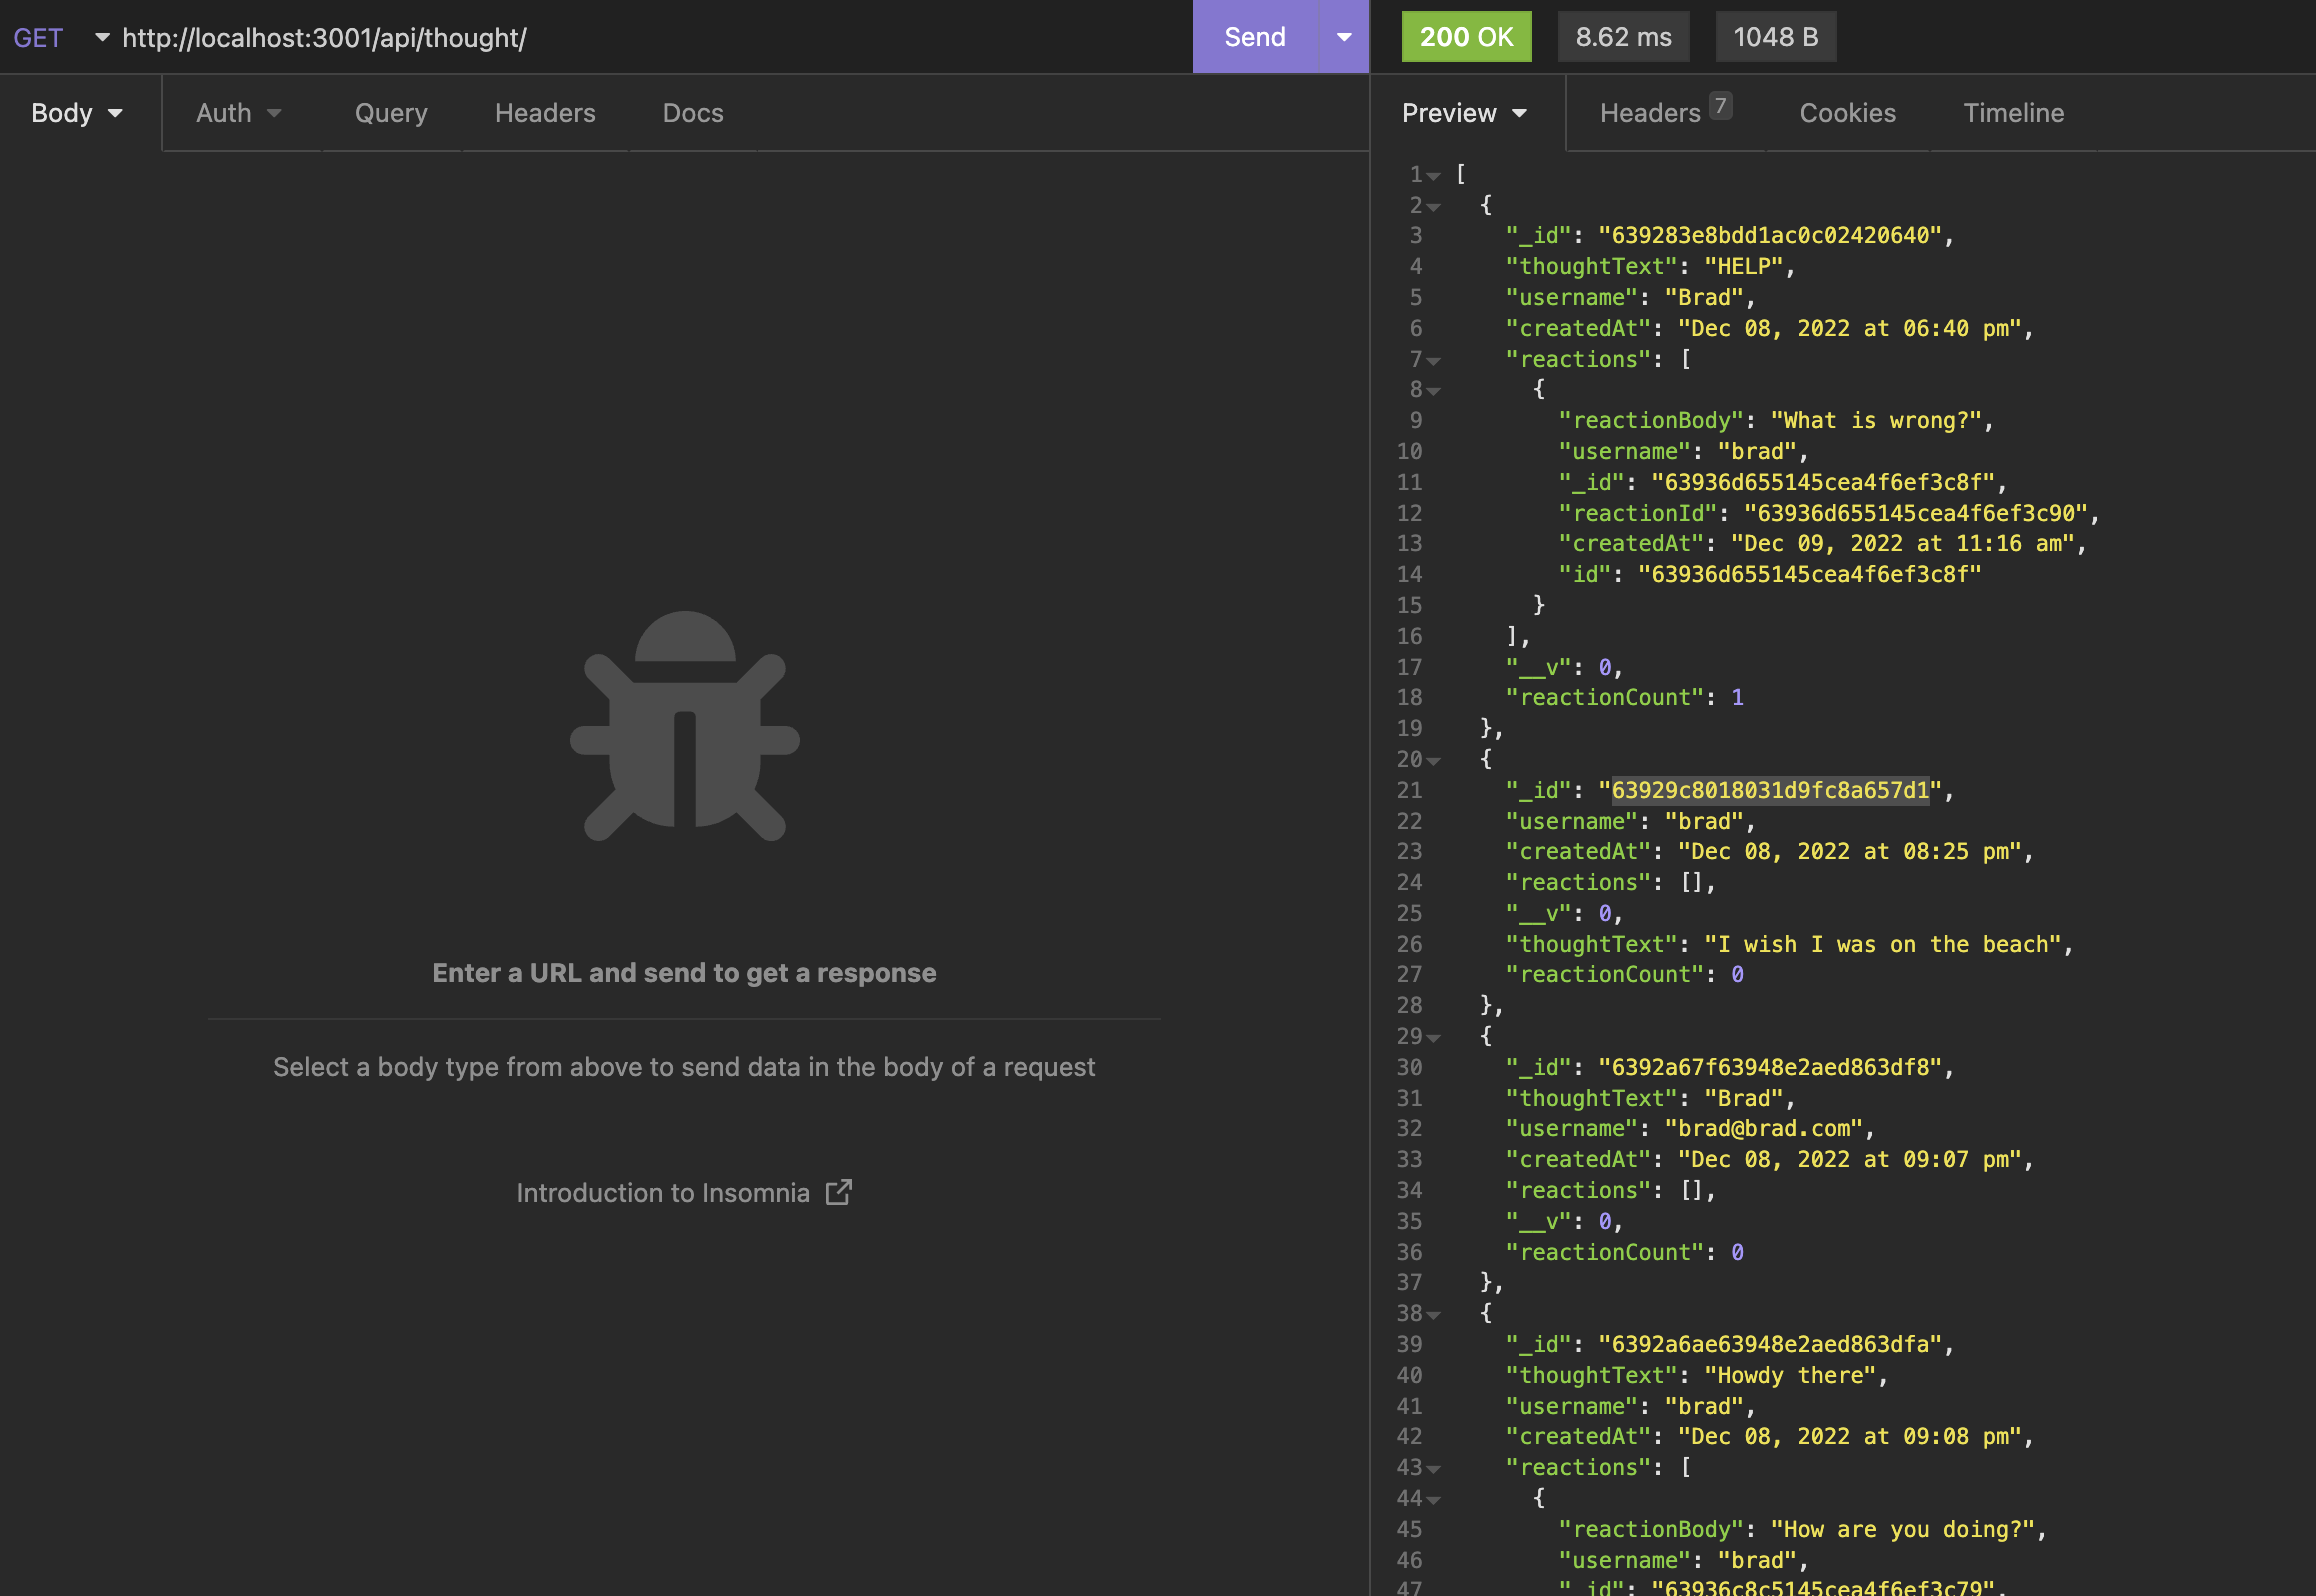 GET http://localhost:3001/api/thought/ Send 200 OK 8.62 ms 1048 B
Body Auth Query Headers Docs
Enter a URL and send to get a response
Select a body type from above to send data in the body of a request
Introduction to Insomnia
Preview Headers 7 Cookies Timeline
1 [
2 {
3 "_id": "639283e8bdd1ac0c02420640",
4 "thoughtText": "HELP",
5 "username": "Brad",
6 "createdAt": "Dec 08, 2022 at 06:40 pm",
7 "reactions": [
8 {
9 "reactionBody": "What is wrong?",
10 "username": "brad",
11 "_id": "63936d655145cea4f6ef3c8f",
12 "reactionId": "63936d655145cea4f6ef3c90",
13 "createdAt": "Dec 09, 2022 at 11:16 am",
14 "id": "63936d655145cea4f6ef3c8f"
15 }
16 ],
17 "__v": 0,
18 "reactionCount": 1
19 },
20 {
21 "_id": "63929c8018031d9fc8a657d1",
22 "username": "brad",
23 "createdAt": "Dec 08, 2022 at 08:25 pm",
24 "reactions": [],
25 "__v": 0,
26 "thoughtText": "I wish I was on the beach",
27 "reactionCount": 0
28 },
29 {
30 "_id": "6392a67f63948e2aed863df8",
31 "thoughtText": "Brad",
32 "username": "brad@brad.com",
33 "createdAt": "Dec 08, 2022 at 09:07 pm",
34 "reactions": [],
35 "__v": 0,
36 "reactionCount": 0
37 },
38 {
39 "_id": "6392a6ae63948e2aed863dfa",
40 "thoughtText": "Howdy there",
41 "username": "brad",
42 "createdAt": "Dec 08, 2022 at 09:08 pm",
43 "reactions": [
44 {
45 "reactionBody": "How are you doing?",
46 "username": "brad",
47 "_id": "63936c8c5145cea4f6ef3c79",